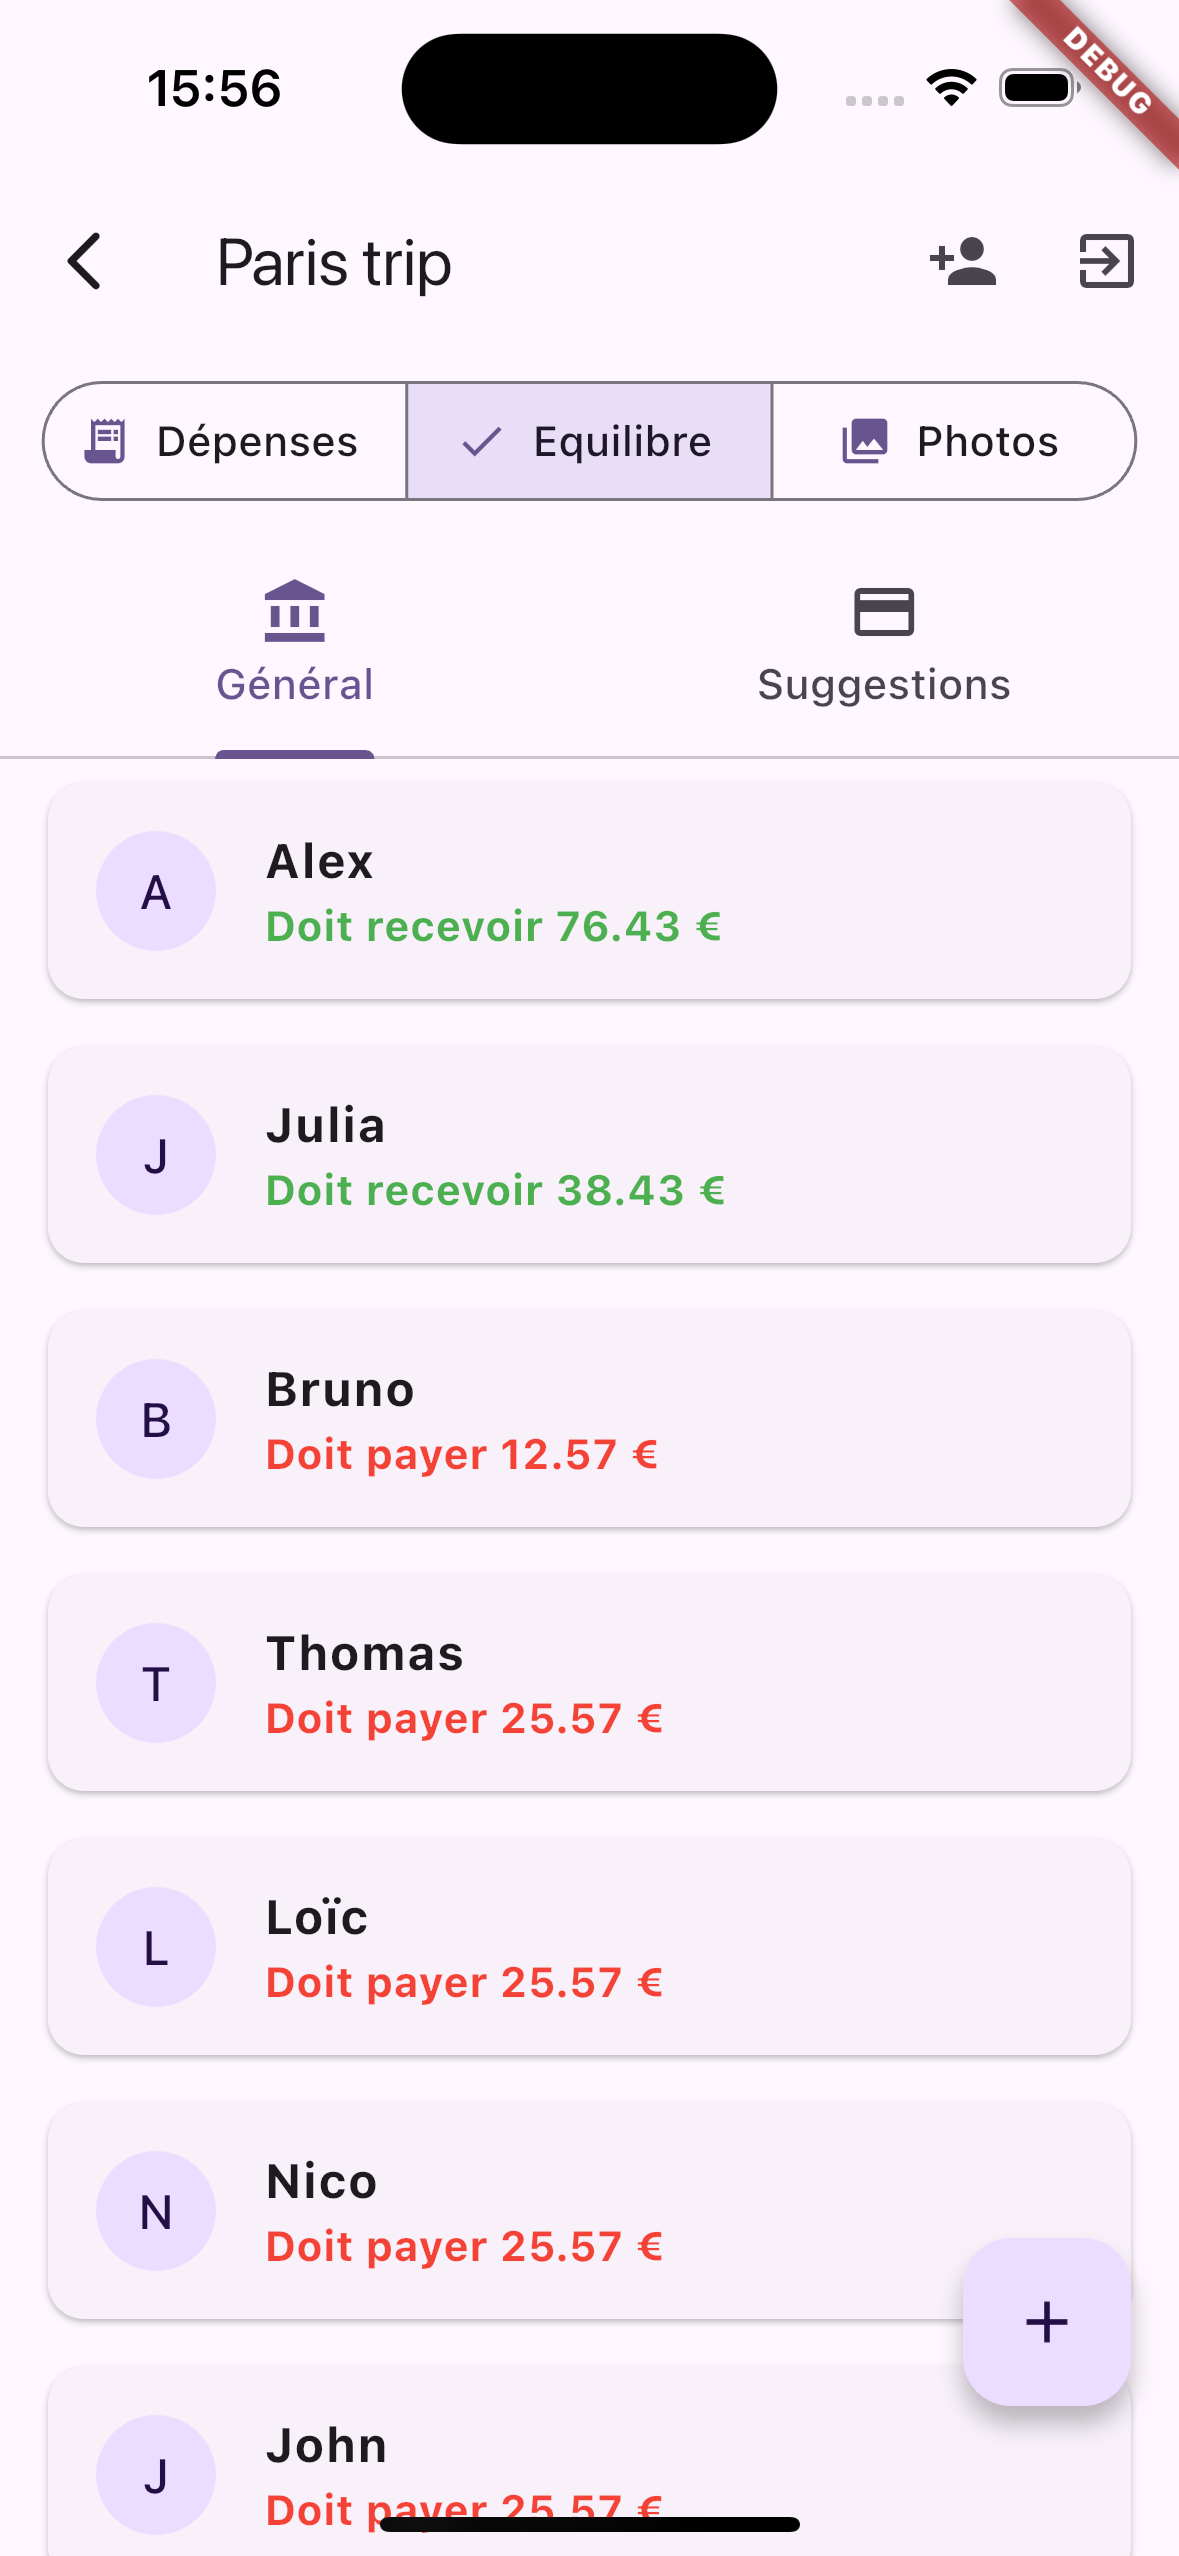 15:56
DEBUG
Paris trip
Dépenses
Equilibre
Photos
Général
Suggestions
A
Alex
Doit recevoir 76.43 €
J
Julia
Doit recevoir 38.43 €
B
Bruno
Doit payer 12.57 €
T
Thomas
Doit payer 25.57 €
L
Loïc
Doit payer 25.57 €
N
Nico
Doit payer 25.57 €
J
John
Doit payer 25.57 €